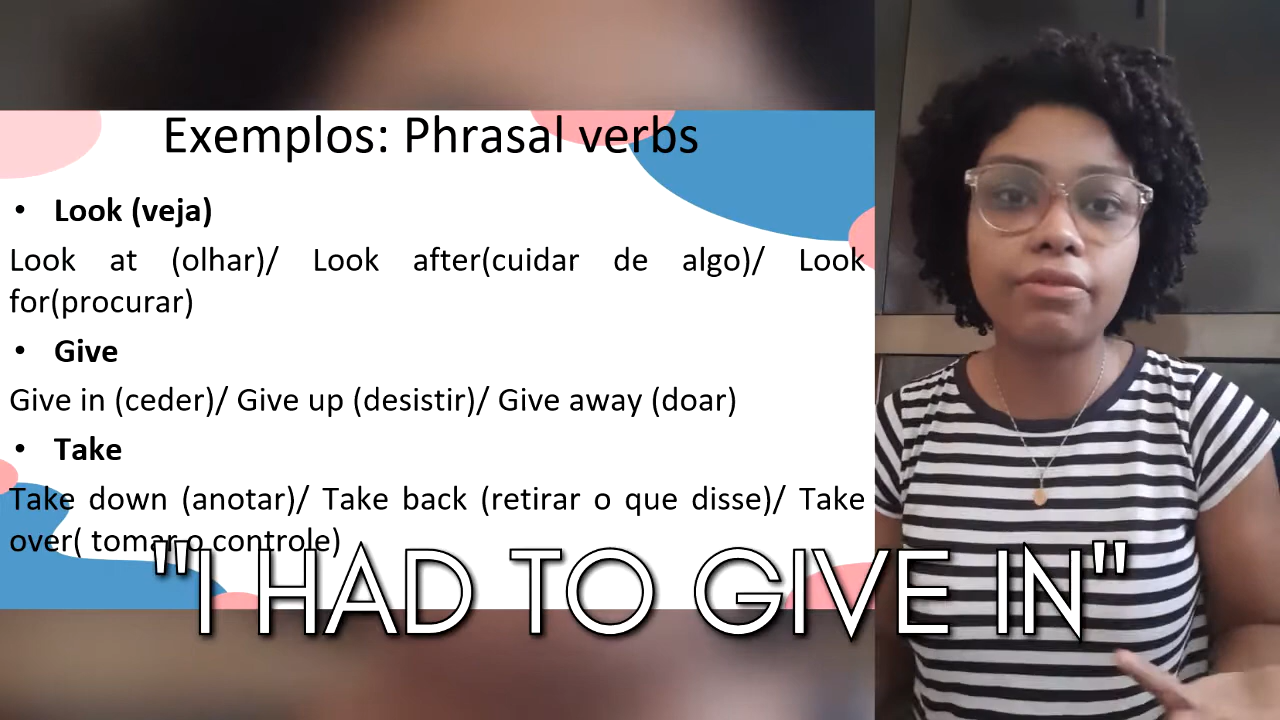 Exemplos: Phrasal verbs
• Look (veja)
Look at (olhar)/ Look after(cuidar de algo)/ Look
for(procurar)
• Give
Give in (ceder)/ Give up (desistir)/ Give away (doar)
• Take
Take down (anotar)/ Take back (retirar o que disse)/ Take
over( tomar o controle)
"I HAD TO GIVE IN"